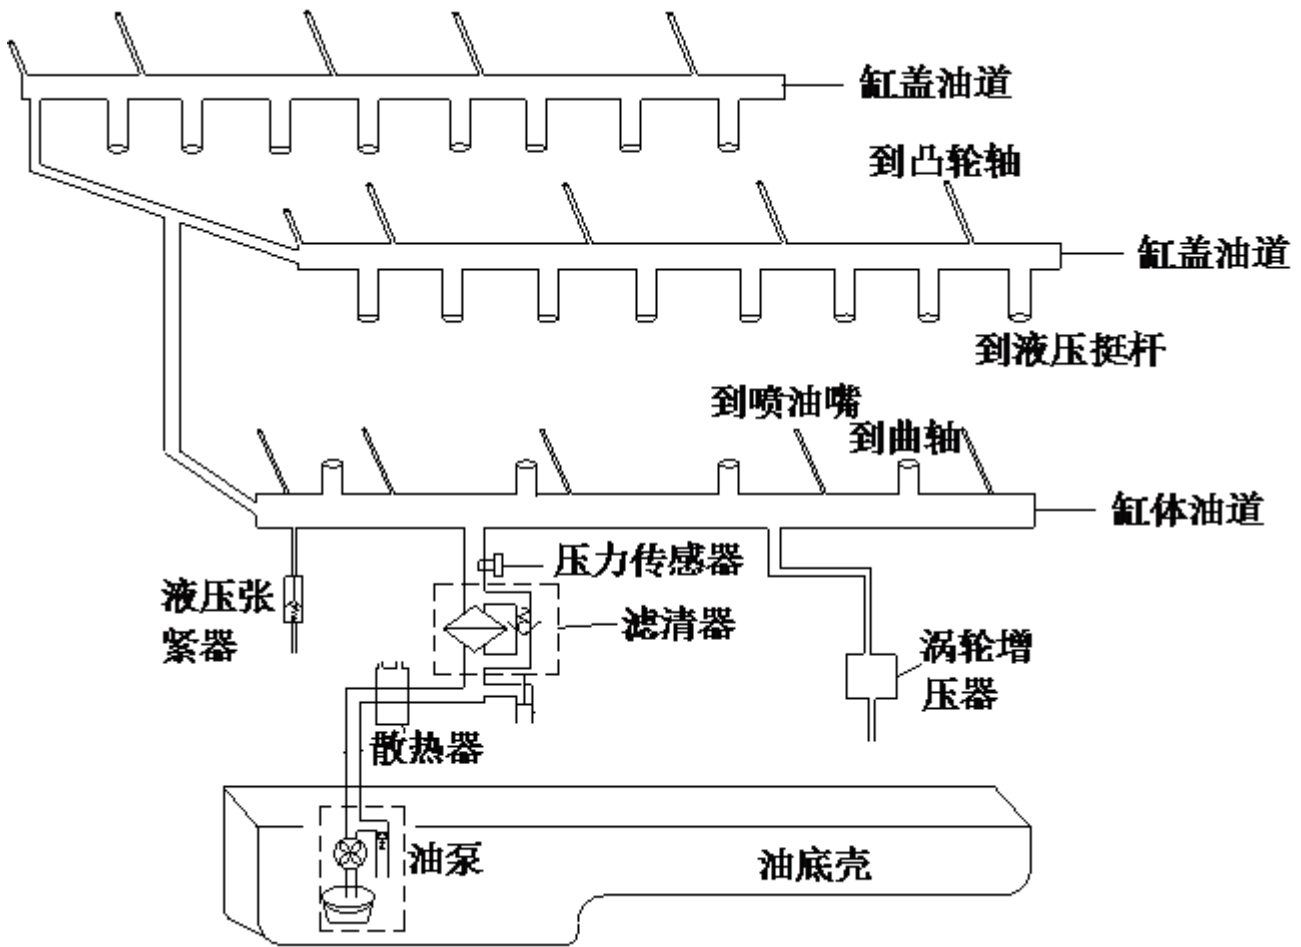 缸盖油道
到凸轮轴
缸盖油道
到液压挺杆
到喷油嘴
到曲轴
缸体油道
压力传感器
液压张
紧器
滤清器
涡轮增
压器
散热器
油泵
油底壳